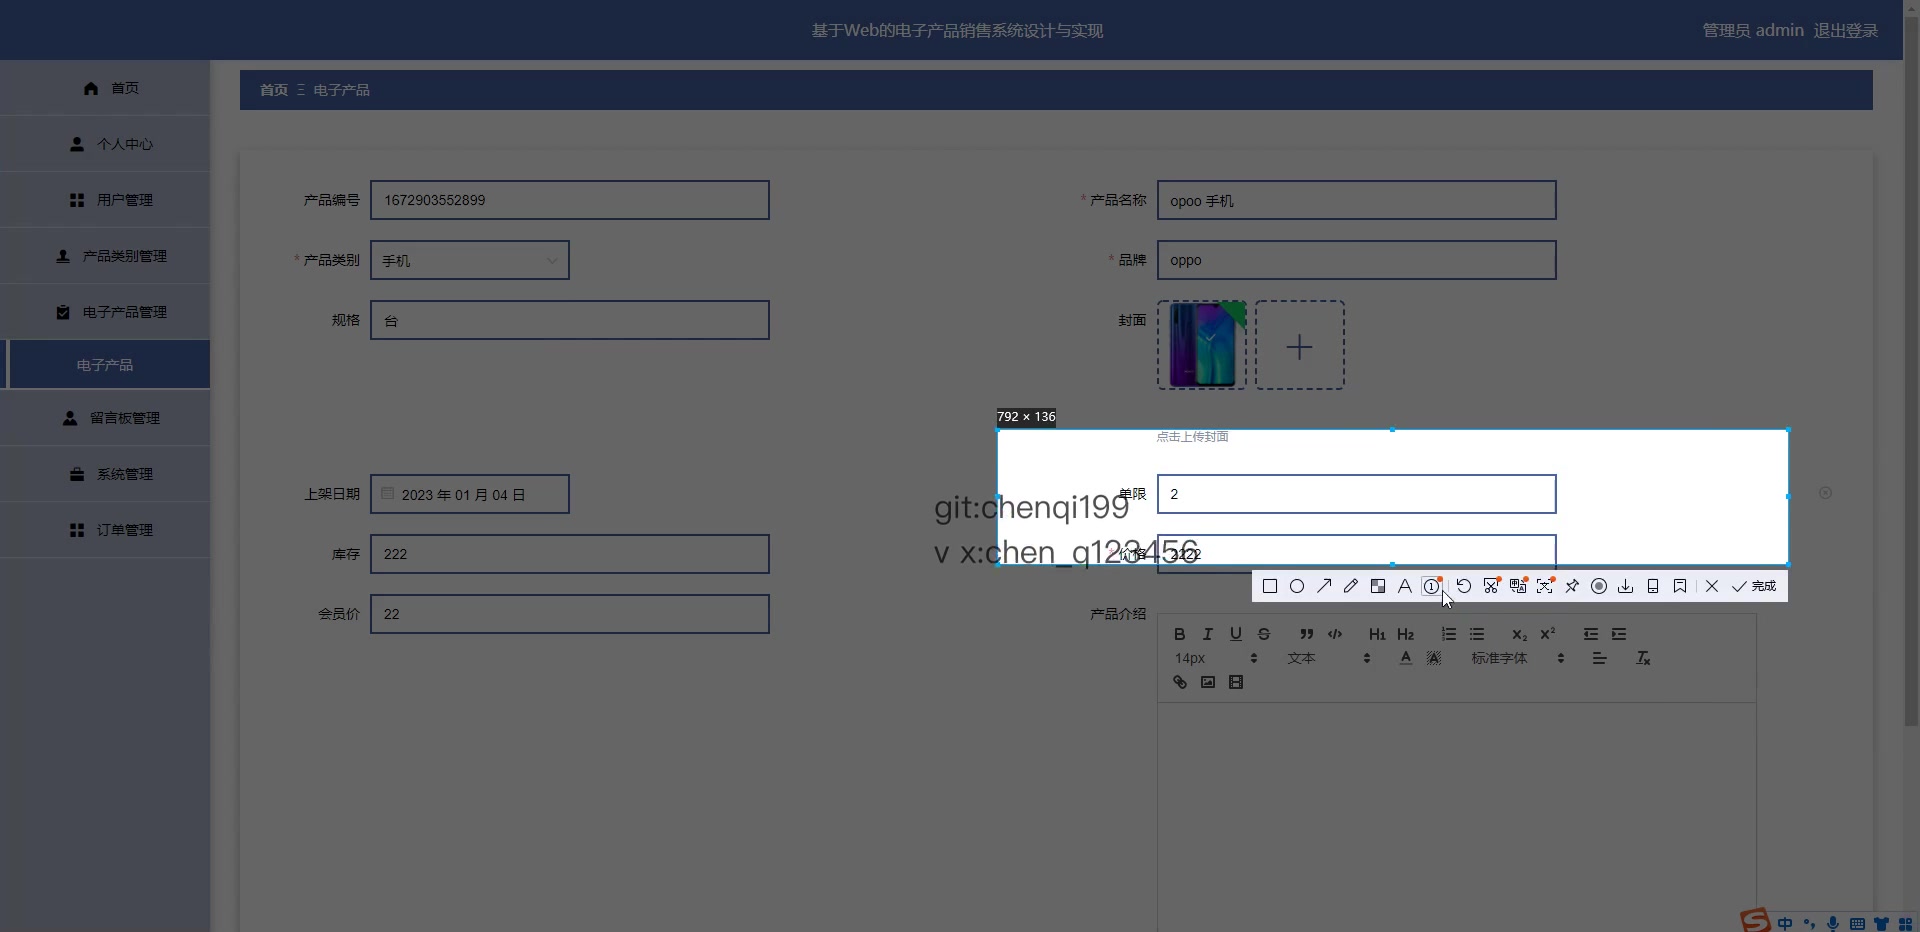 基于Web的电子产品销售系统设计与实现
管理员 admin 退出登录
首页
个人中心
用户管理
产品类别管理
电子产品管理
电子产品
留言板管理
系统管理
订单管理
首页 Ξ 电子产品
产品编号 1672903552899
* 产品名称 opoo 手机
* 产品类别 手机
* 品牌 oppo
规格 台
封面
792 × 136
点击上传封面
上架日期 2023 年 01 月 04 日
单限 2
git:chenqi199
库存 222
* 价格 2222
v x:chen_q123456
完成
会员价 22
产品介绍
B I U S ” </> H1 H2 x₂ x²
14px 文本 A A 标准字体 Tx
S 中